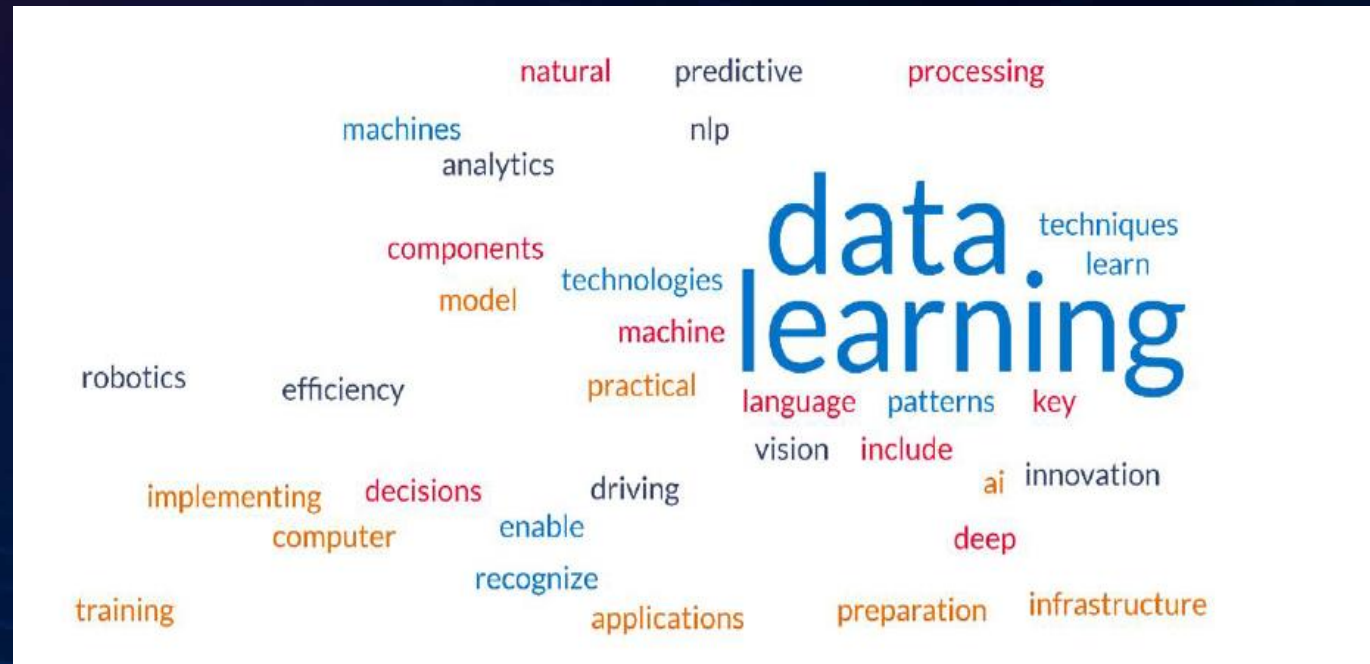 natural predictive processing
machines nlp
analytics
data
techniques
components
learn
technologies
model
learning
machine
robotics
efficiency
practical
language patterns key
vision include
innovation
ai
implementing decisions driving
enable
computer
deep
recognize
training
applications
preparation
infrastructure